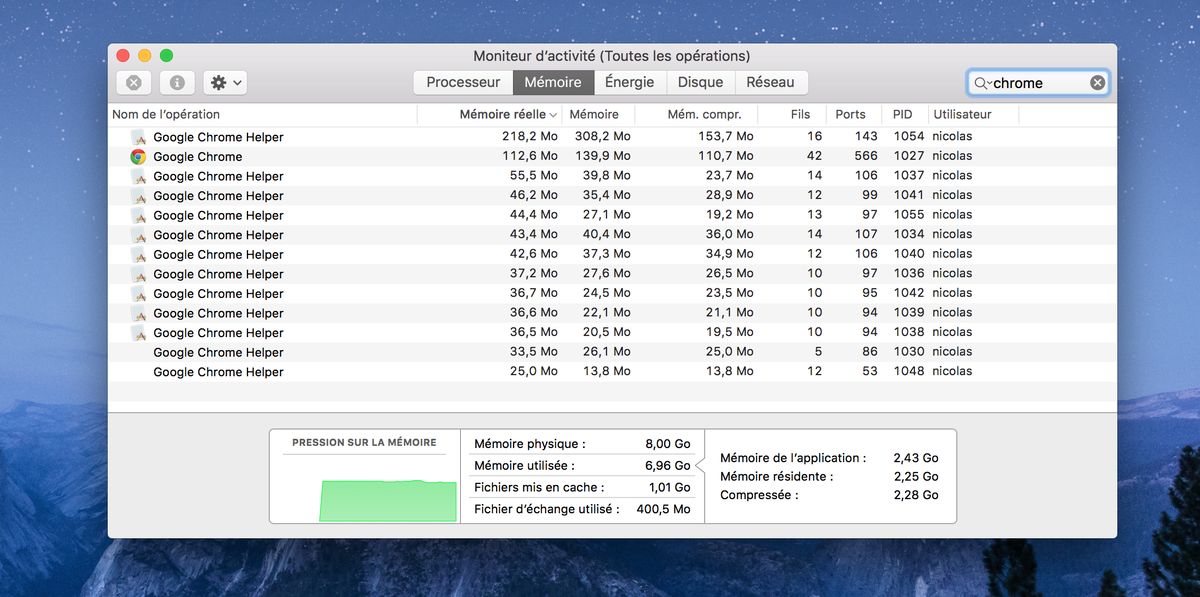 Moniteur d’activité (Toutes les opérations)
Processeur Mémoire Énergie Disque Réseau chrome
Nom de l’opération Mémoire réelle Mémoire Mém. compr. Fils Ports PID Utilisateur
Google Chrome Helper 218,2 Mo 308,2 Mo 153,7 Mo 16 143 1054 nicolas
Google Chrome 112,6 Mo 139,9 Mo 110,7 Mo 42 566 1027 nicolas
Google Chrome Helper 55,5 Mo 39,8 Mo 23,7 Mo 14 106 1037 nicolas
Google Chrome Helper 46,2 Mo 35,4 Mo 28,9 Mo 12 99 1041 nicolas
Google Chrome Helper 44,4 Mo 27,1 Mo 19,2 Mo 13 97 1055 nicolas
Google Chrome Helper 43,4 Mo 40,4 Mo 36,0 Mo 14 107 1034 nicolas
Google Chrome Helper 42,6 Mo 37,3 Mo 34,9 Mo 12 106 1040 nicolas
Google Chrome Helper 37,2 Mo 27,6 Mo 26,5 Mo 10 97 1036 nicolas
Google Chrome Helper 36,7 Mo 24,5 Mo 23,5 Mo 10 95 1042 nicolas
Google Chrome Helper 36,6 Mo 22,1 Mo 21,1 Mo 10 94 1039 nicolas
Google Chrome Helper 36,5 Mo 20,5 Mo 19,5 Mo 10 94 1038 nicolas
Google Chrome Helper 33,5 Mo 26,1 Mo 25,0 Mo 5 86 1030 nicolas
Google Chrome Helper 25,0 Mo 13,8 Mo 13,8 Mo 12 53 1048 nicolas
PRESSION SUR LA MÉMOIRE
Mémoire physique : 8,00 Go
Mémoire utilisée : 6,96 Go
Fichiers mis en cache : 1,01 Go
Fichier d’échange utilisé : 400,5 Mo
Mémoire de l’application : 2,43 Go
Mémoire résidente : 2,25 Go
Compressée : 2,28 Go